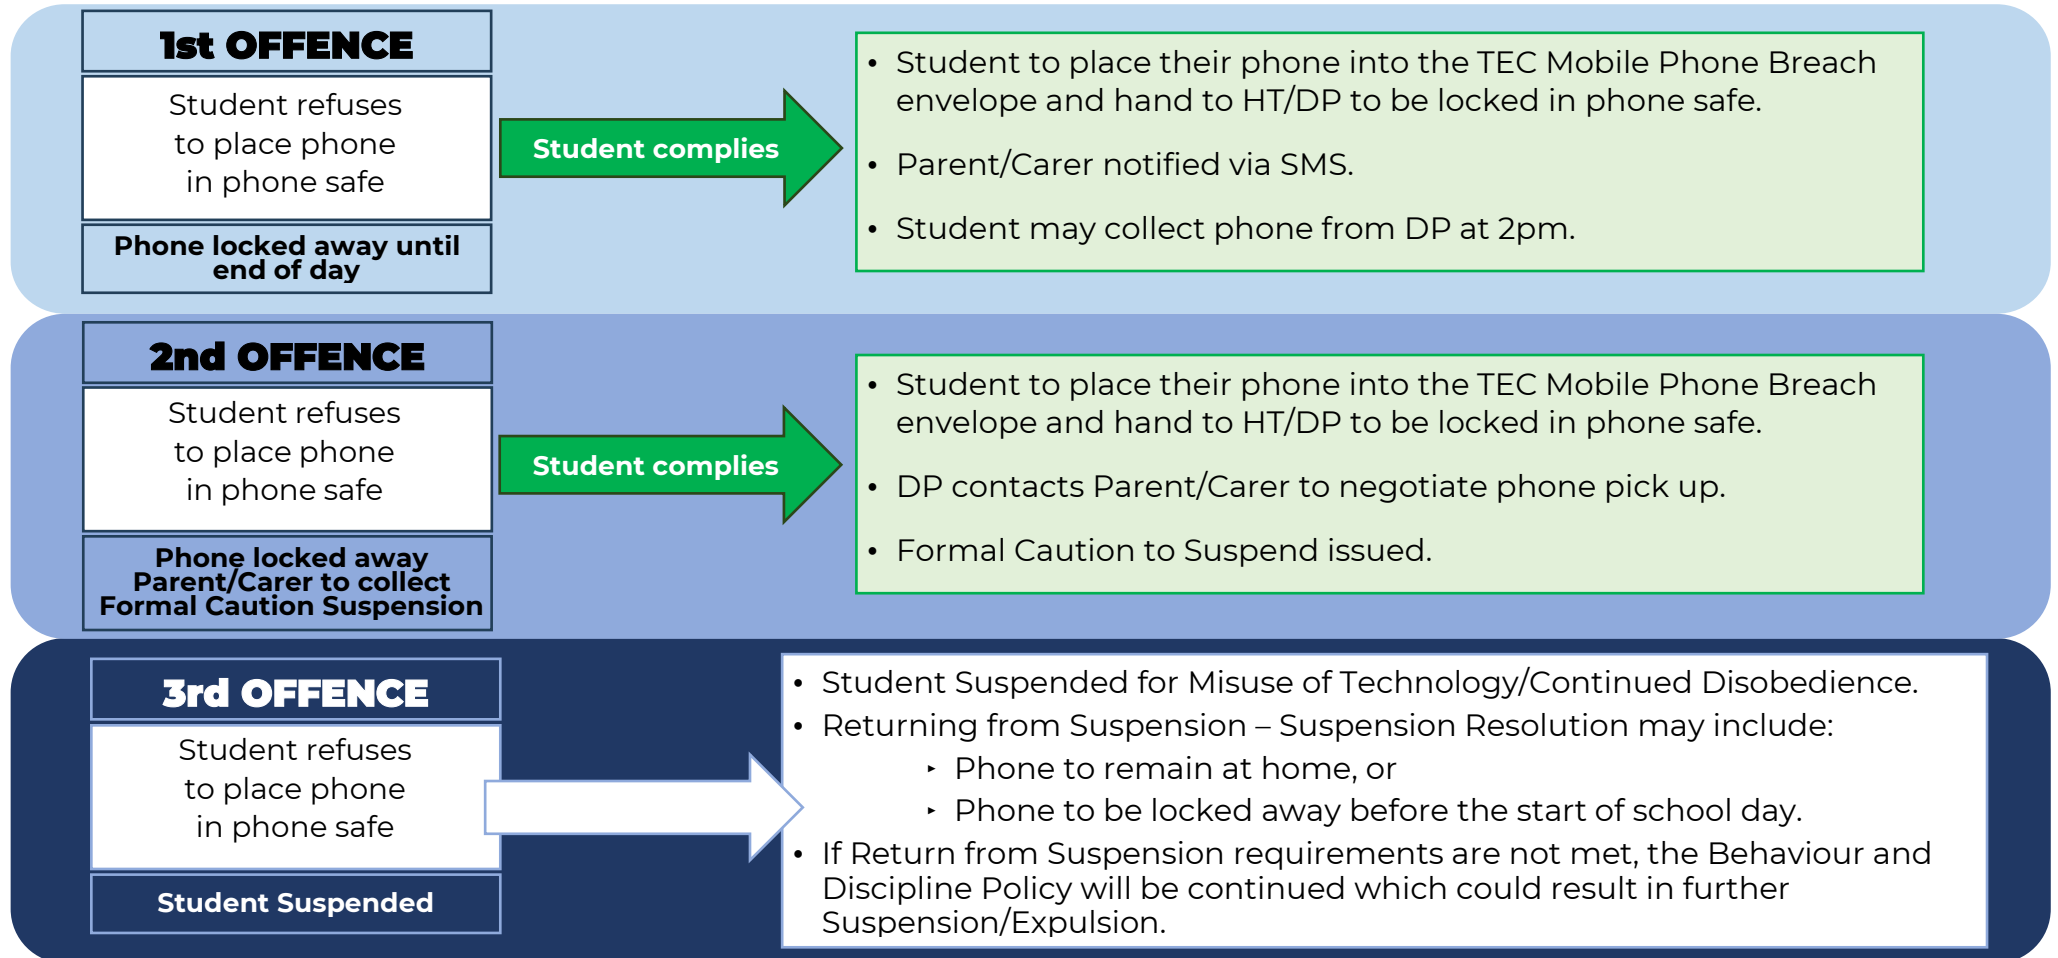 1st OFFENCE
Student refuses
to place phone
in phone safe
Phone locked away until
end of day
Student complies
• Student to place their phone into the TEC Mobile Phone Breach
envelope and hand to HT/DP to be locked in phone safe.
• Parent/Carer notified via SMS.
• Student may collect phone from DP at 2pm.
2nd OFFENCE
Student refuses
to place phone
in phone safe
Phone locked away
Parent/Carer to collect
Formal Caution Suspension
Student complies
• Student to place their phone into the TEC Mobile Phone Breach
envelope and hand to HT/DP to be locked in phone safe.
• DP contacts Parent/Carer to negotiate phone pick up.
• Formal Caution to Suspend issued.
3rd OFFENCE
Student refuses
to place phone
in phone safe
Student Suspended
• Student Suspended for Misuse of Technology/Continued Disobedience.
• Returning from Suspension – Suspension Resolution may include:
‣ Phone to remain at home, or
‣ Phone to be locked away before the start of school day.
• If Return from Suspension requirements are not met, the Behaviour and
Discipline Policy will be continued which could result in further
Suspension/Expulsion.